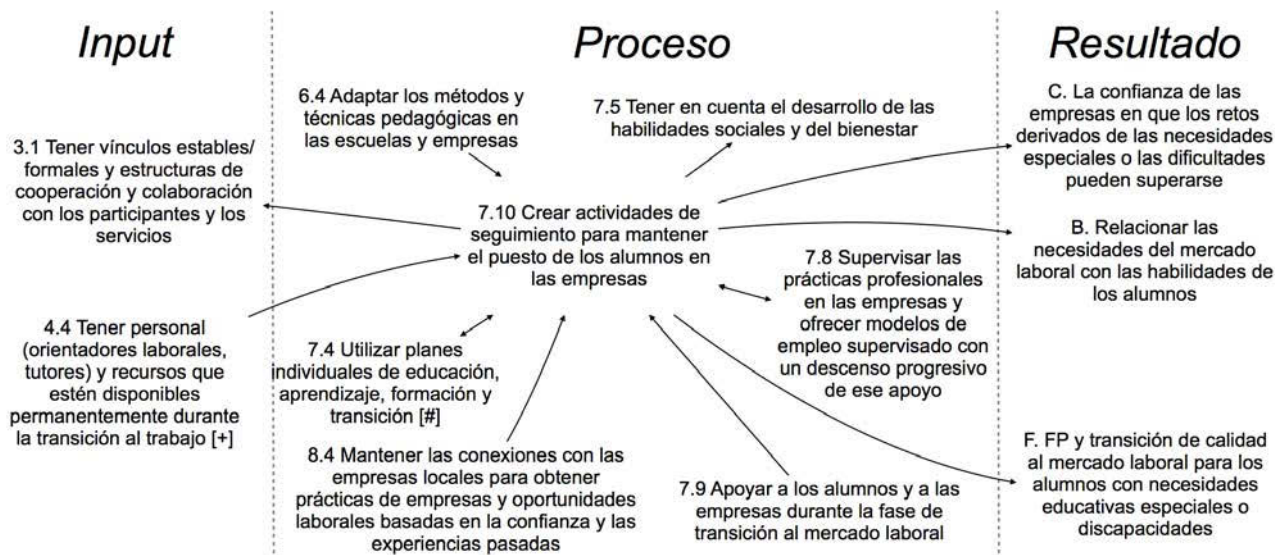 Input
Proceso
Resultado
3.1 Tener vínculos estables/
formales y estructuras de
cooperación y colaboración
con los participantes y los
servicios
4.4 Tener personal
(orientadores laborales,
tutores) y recursos que
estén disponibles
permanentemente durante
la transición al trabajo [+]
6.4 Adaptar los métodos y
técnicas pedagógicas en
las escuelas y empresas
7.5 Tener en cuenta el desarrollo de las
habilidades sociales y del bienestar
7.10 Crear actividades de
seguimiento para mantener
el puesto de los alumnos en
las empresas
7.8 Supervisar las
prácticas profesionales
en las empresas y
ofrecer modelos de
empleo supervisado con
un descenso progresivo
de ese apoyo
7.4 Utilizar planes
individuales de educación,
aprendizaje, formación y
transición [#]
8.4 Mantener las conexiones con las
empresas locales para obtener
prácticas de empresas y oportunidades
laborales basadas en la confianza y las
experiencias pasadas
7.9 Apoyar a los alumnos y a las
empresas durante la fase de
transición al mercado laboral
C. La confianza de las
empresas en que los retos
derivados de las necesidades
especiales o las dificultades
pueden superarse
B. Relacionar las
necesidades del mercado
laboral con las habilidades de
los alumnos
F. FP y transición de calidad
al mercado laboral para los
alumnos con necesidades
educativas especiales o
discapacidades